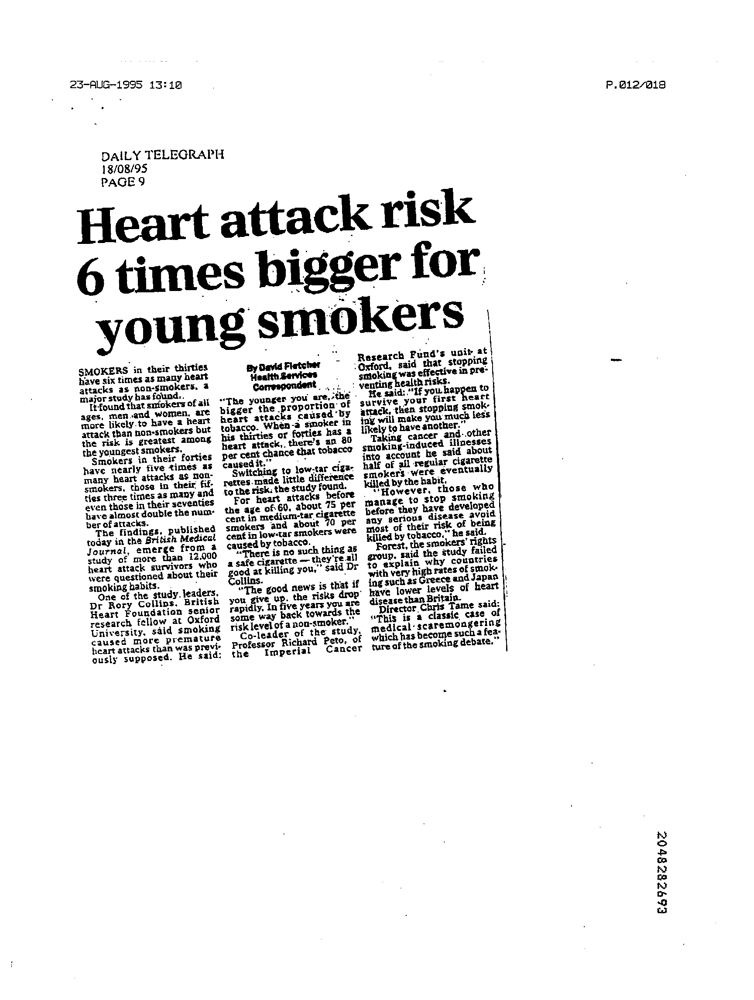 23-AUG-1995 13:10
P.012/018
DAILY TELEGRAPH
18/08/95
PAGE 9
Heart attack risk
6 times bigger for
young smokers
SMOKERS in their thirties
have six times as many heart
attacks as non-smokers, a
major study has found.
It found that smokers of all
ages, men and women, are
more likely to have a heart
attack than non-smokers but
the risk is greatest among
the youngest smokers.
Smokers in their forties
have nearly five times as
many heart attacks as non-
smokers, those in their fif-
ties three times as many and
even those in their seventies
have almost double the num-
ber of attacks.
The findings, published
today in the British Medical
Journal, emerge from a
study of more than 12,000
heart attack survivors who
were questioned about their
smoking habits.
One of the study leaders,
Dr Rory Collins, British
Heart Foundation senior
research fellow at Oxford
University, said smoking
caused more premature
heart attacks than was previ-
ously supposed. He said:
By David Fletcher
Health Services
Correspondent
"The younger you are, the
bigger the proportion of
heart attacks caused by
tobacco. When a smoker in
his thirties or forties has a
heart attack, there's an 80
per cent chance that tobacco
caused it."
Switching to low-tar ciga-
rettes made little difference
to the risk, the study found.
For heart attacks before
the age of 60, about 75 per
cent in medium-tar cigarette
smokers and about 70 per
cent in low-tar smokers were
caused by tobacco.
"There is no such thing as
a safe cigarette — they're all
good at killing you," said Dr
Collins.
"The good news is that if
you give up, the risks drop
rapidly. In five years you are
some way back towards the
risk level of a non-smoker."
Co-leader of the study,
Professor Richard Peto, of
the Imperial Cancer
Research Fund's unit at
Oxford, said that stopping
smoking was effective in pre-
venting health risks.
He said: "If you happen to
survive your first heart
attack, then stopping smok-
ing will make you much less
likely to have another."
Taking cancer and other
smoking-induced illnesses
into account he said about
half of all regular cigarette
smokers were eventually
killed by the habit.
"However, those who
manage to stop smoking
before they have developed
any serious disease avoid
most of their risk of being
killed by tobacco," he said.
Forest, the smokers' rights
group, said the study failed
to explain why countries
with very high rates of smok-
ing such as Greece and Japan
have lower levels of heart
disease than Britain.
Director Chris Tame said:
"This is a classic case of
medical scaremongering
which has become such a fea-
ture of the smoking debate."
2048282693